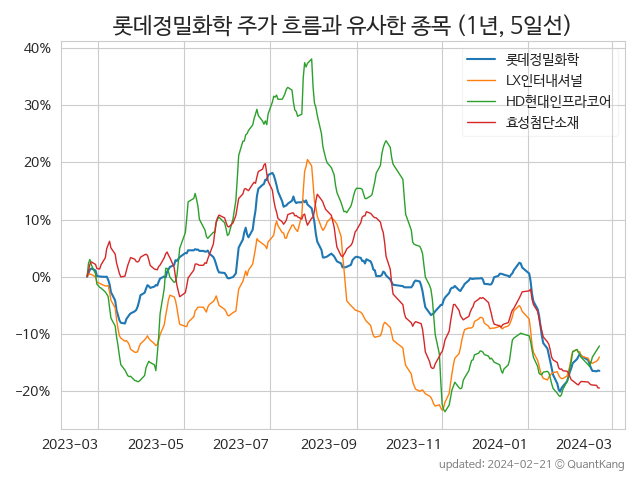 롯데정밀화학 주가 흐름과 유사한 종목 (1년, 5일선)
40%
30%
20%
10%
0%
−10%
−20%
롯데정밀화학
LX인터내셔널
HD현대인프라코어
효성첨단소재
2023-03
2023-05
2023-07
2023-09
2023-11
2024-01
2024-03
updated: 2024-02-21 © QuantKang